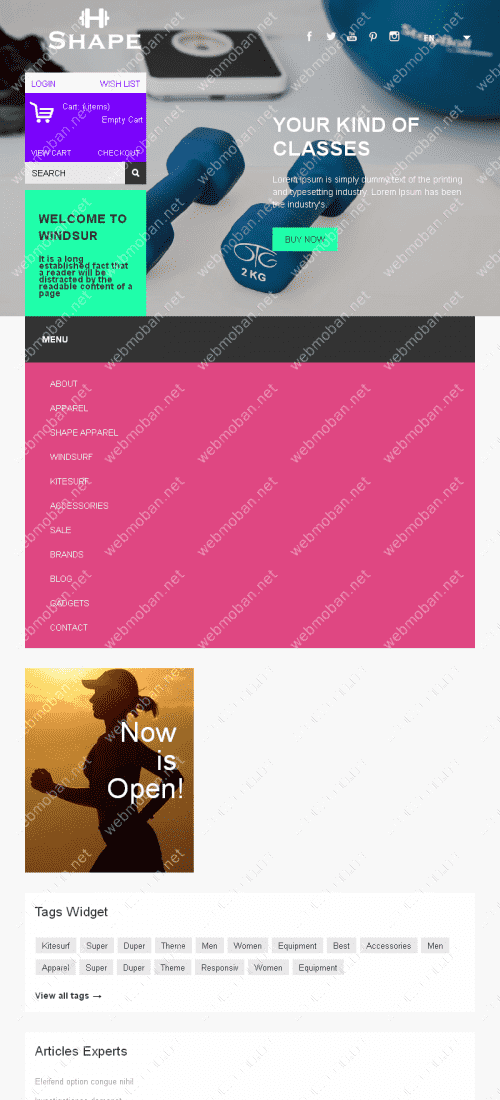 SHAPE
EN
LOGIN
WISH LIST
Cart: (items)
Empty Cart
VIEW CART
CHECKOUT
SEARCH
YOUR KIND OF
CLASSES
Lorem Ipsum is simply dummy text of the printing
and typesetting industry. Lorem Ipsum has been
the industry's.
BUY NOW
2 KG
WELCOME TO
WINDSUR
It is a long
established fact that
a reader will be
distracted by the
readable content of a
page
MENU
ABOUT
APPAREL
SHAPE APPAREL
WINDSURF
KITESURF
ACCESSORIES
SALE
BRANDS
BLOG
GADGETS
CONTACT
Now
is
Open!
Tags Widget
Kitesurf Super Duper Theme Men Women Equipment Best Accessories Men
Apparel Super Duper Theme Responsiv Women Equipment
View all tags →
Articles Experts
Eleifend option congue nihil
webmoban.net